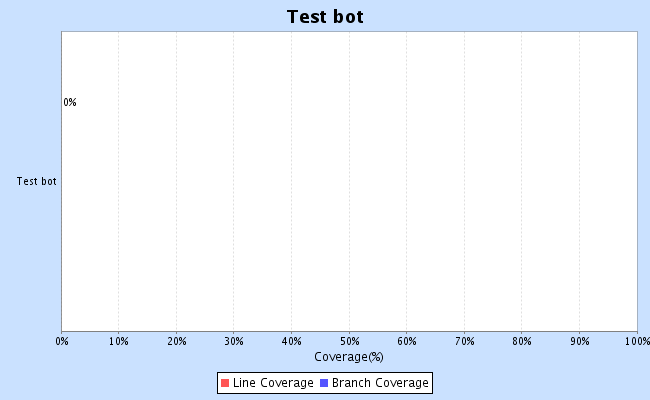 Test bot
0%
Test bot
0% 10% 20% 30% 40% 50% 60% 70% 80% 90% 100%
Coverage(%)
Line Coverage Branch Coverage